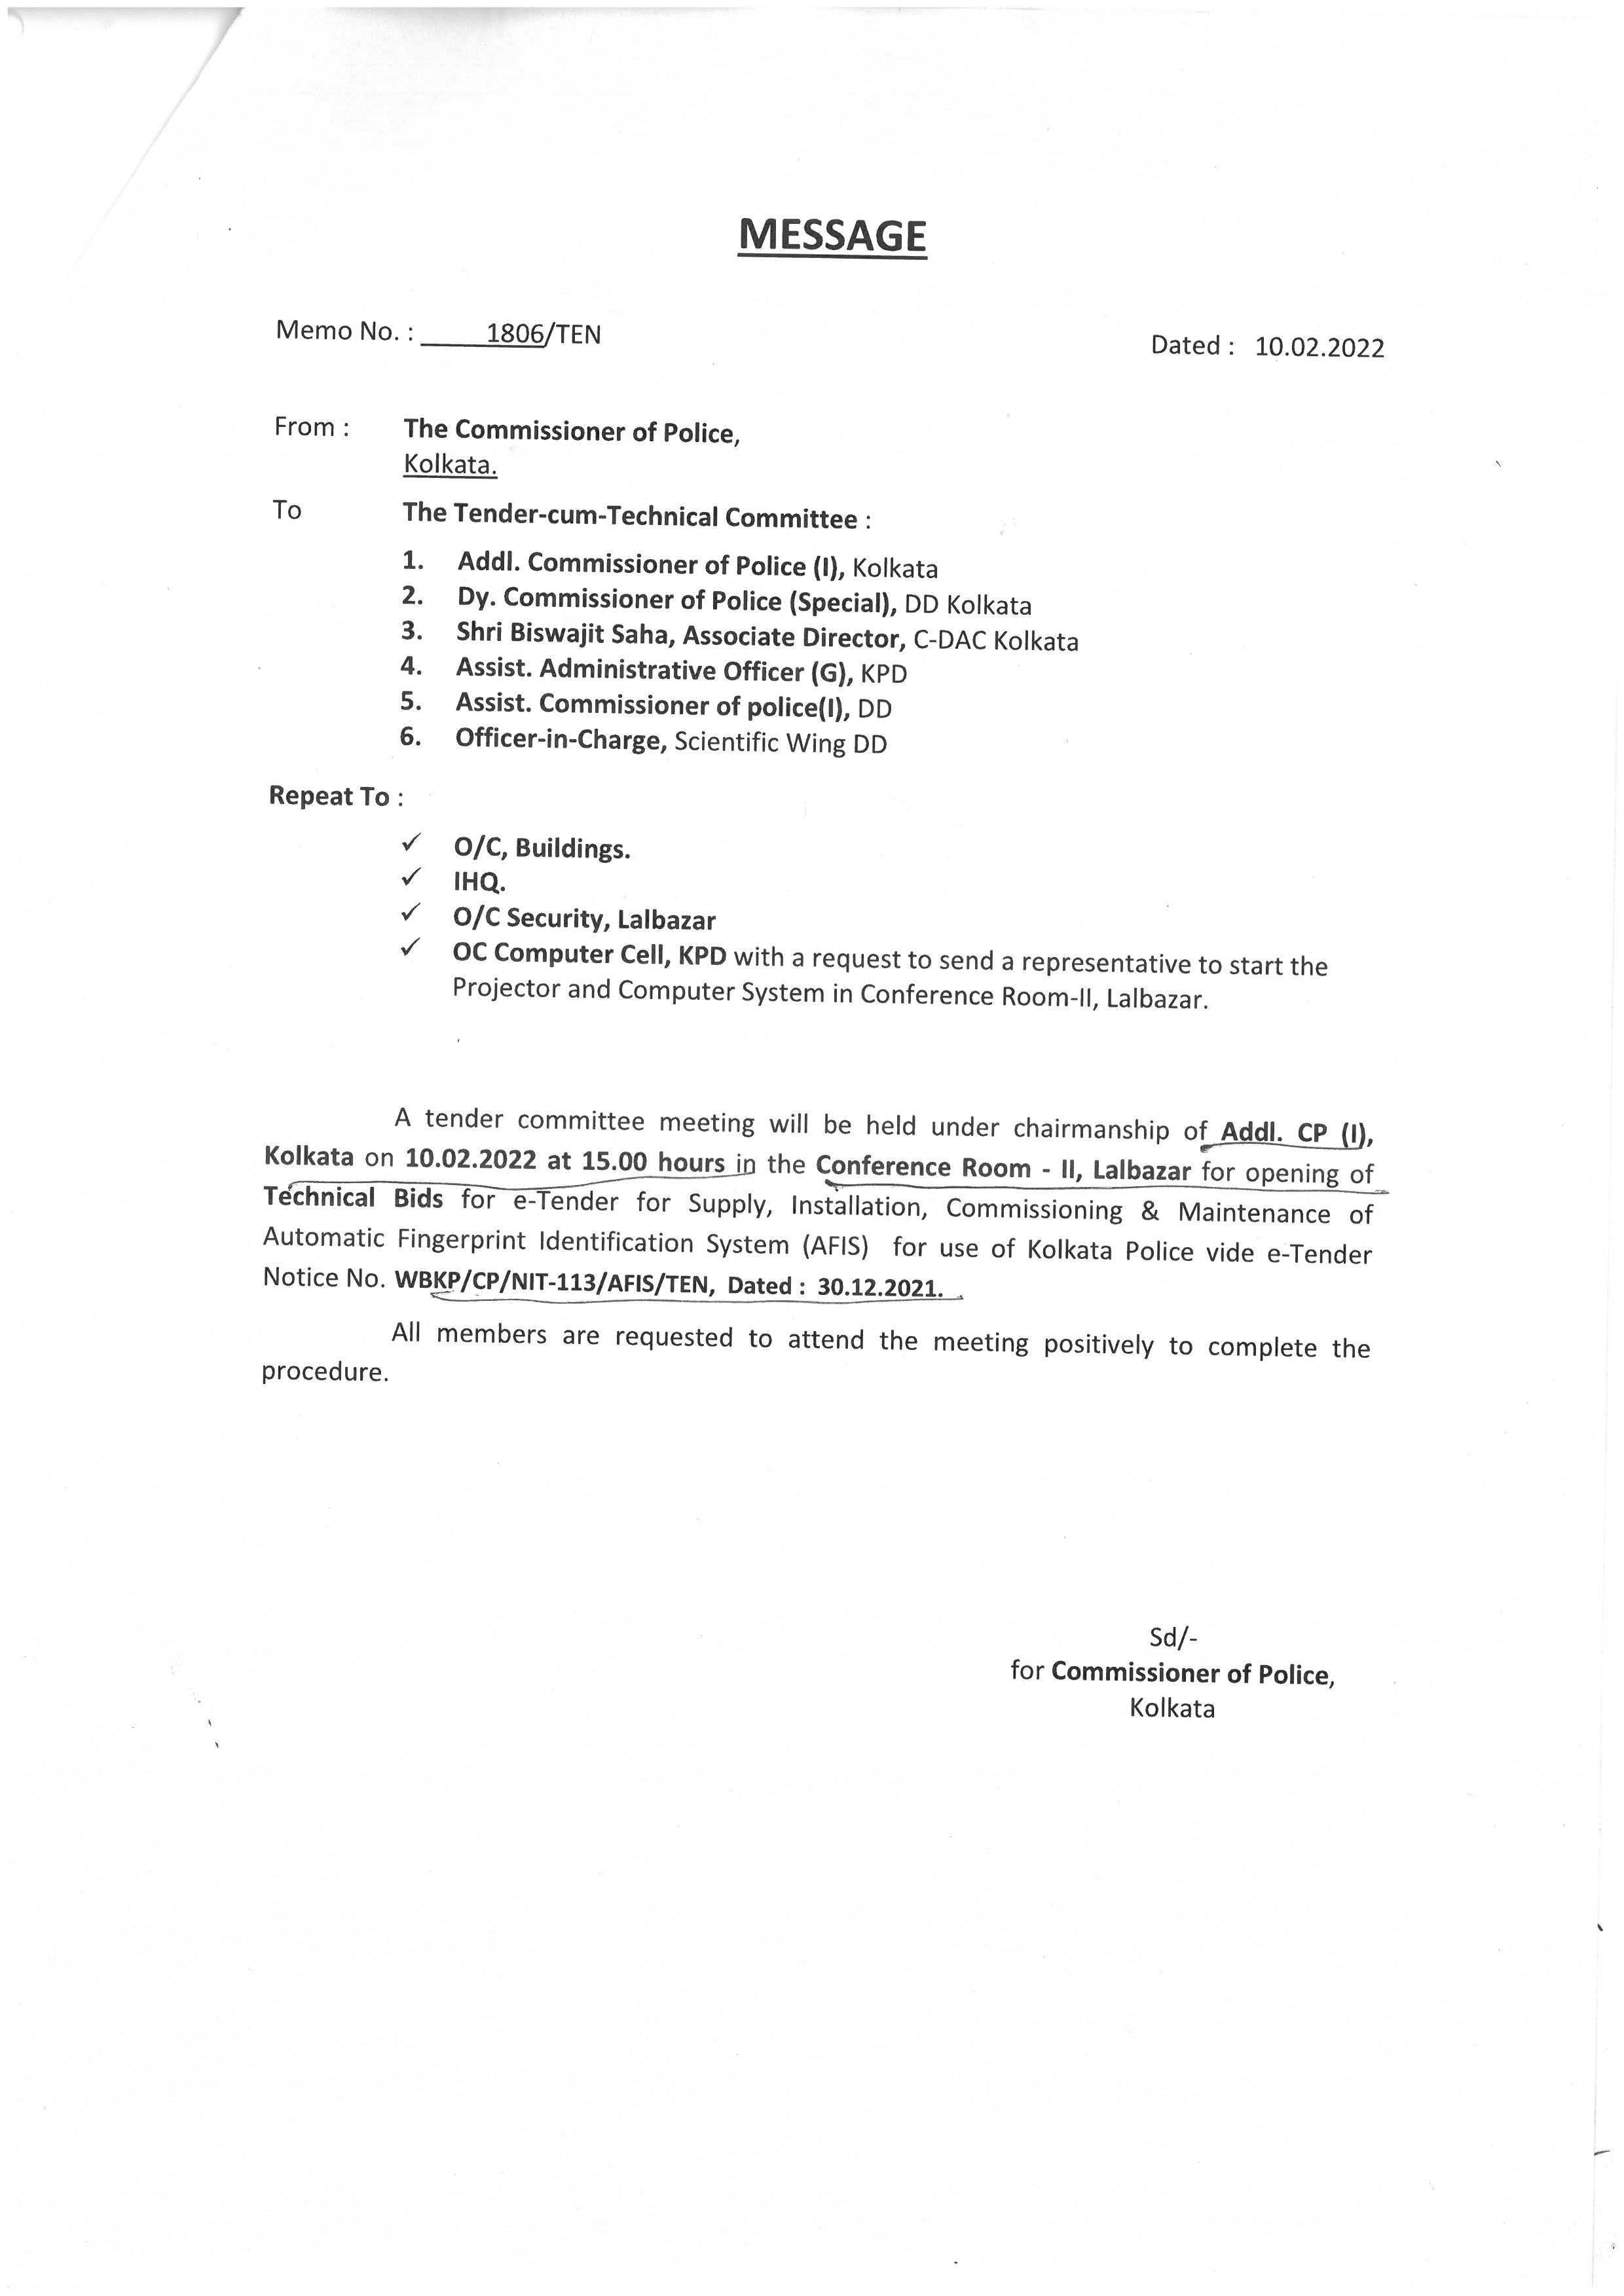 MESSAGE
Memo No. : 1806/TEN
Dated : 10.02.2022
From : The Commissioner of Police,
Kolkata.
To The Tender-cum-Technical Committee :
1. Addl. Commissioner of Police (I), Kolkata
2. Dy. Commissioner of Police (Special), DD Kolkata
3. Shri Biswajit Saha, Associate Director, C-DAC Kolkata
4. Assist. Administrative Officer (G), KPD
5. Assist. Commissioner of police(I), DD
6. Officer-in-Charge, Scientific Wing DD
Repeat To :
✓ O/C, Buildings.
✓ IHQ.
✓ O/C Security, Lalbazar
✓ OC Computer Cell, KPD with a request to send a representative to start the
Projector and Computer System in Conference Room-II, Lalbazar.
A tender committee meeting will be held under chairmanship of Addl. CP (I),
Kolkata on 10.02.2022 at 15.00 hours in the Conference Room - II, Lalbazar for opening of
Technical Bids for e-Tender for Supply, Installation, Commissioning & Maintenance of
Automatic Fingerprint Identification System (AFIS) for use of Kolkata Police vide e-Tender
Notice No. WBKP/CP/NIT-113/AFIS/TEN, Dated : 30.12.2021.
All members are requested to attend the meeting positively to complete the
procedure.
Sd/-
for Commissioner of Police,
Kolkata